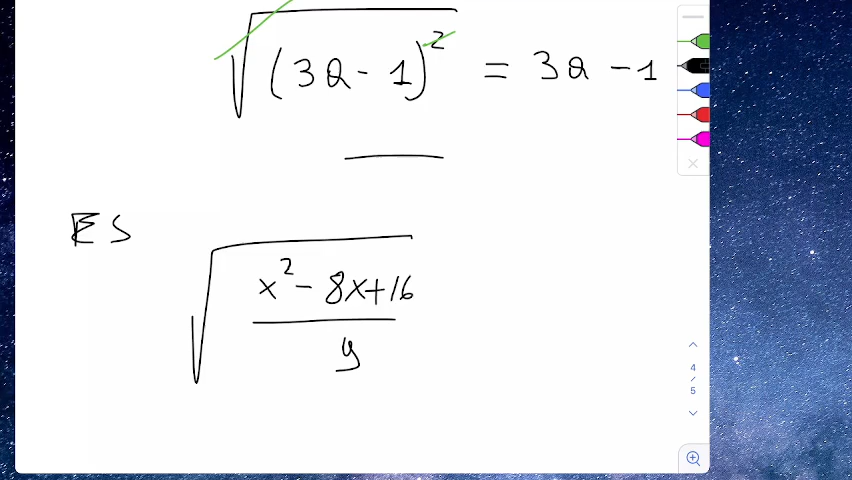 √(3a - 1)² = 3a - 1
ES
√x² - 8x + 16
y
4
/
5